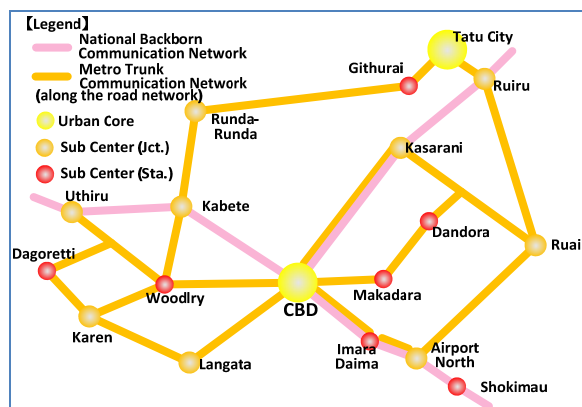 【Legend】
National Backborn
Communication Network
Metro Trunk
Communication Network
(along the road network)
Urban Core
Sub Center (Jct.)
Sub Center (Sta.)
Tatu City
Githurai
Ruiru
Runda-
Runda
Kasarani
Uthiru
Kabete
Dandora
Ruai
Dagoretti
Woodlry
Makadara
CBD
Karen
Langata
Imara
Daima
Airport
North
Shokimau